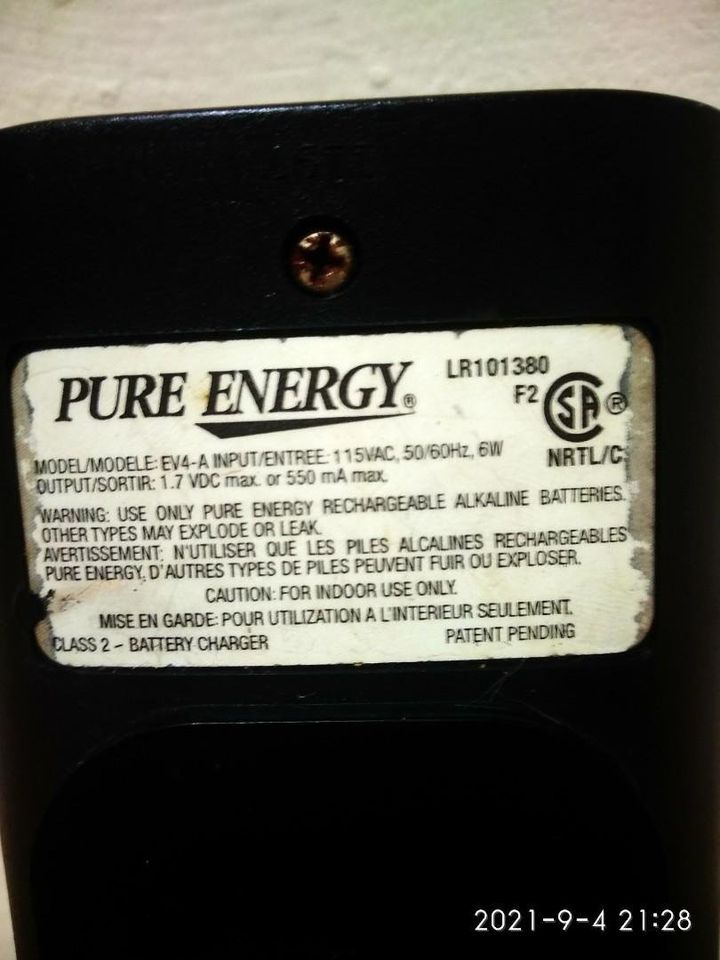 PURE ENERGY®
LR101380
F2
SA®
NRTL/C
MODEL/MODELE: EV4-A INPUT/ENTREE: 115VAC, 50/60Hz, 6W
OUTPUT/SORTIR: 1.7 VDC max. or 550 mA max.
WARNING: USE ONLY PURE ENERGY RECHARGEABLE ALKALINE BATTERIES.
OTHER TYPES MAY EXPLODE OR LEAK.
AVERTISSEMENT: N'UTILISER QUE LES PILES ALCALINES RECHARGEABLES
PURE ENERGY. D'AUTRES TYPES DE PILES PEUVENT FUIR OU EXPLOSER.
CAUTION: FOR INDOOR USE ONLY.
MISE EN GARDE: POUR UTILIZATION A L'INTERIEUR SEULEMENT.
CLASS 2 - BATTERY CHARGER
PATENT PENDING
2021-9-4 21:28